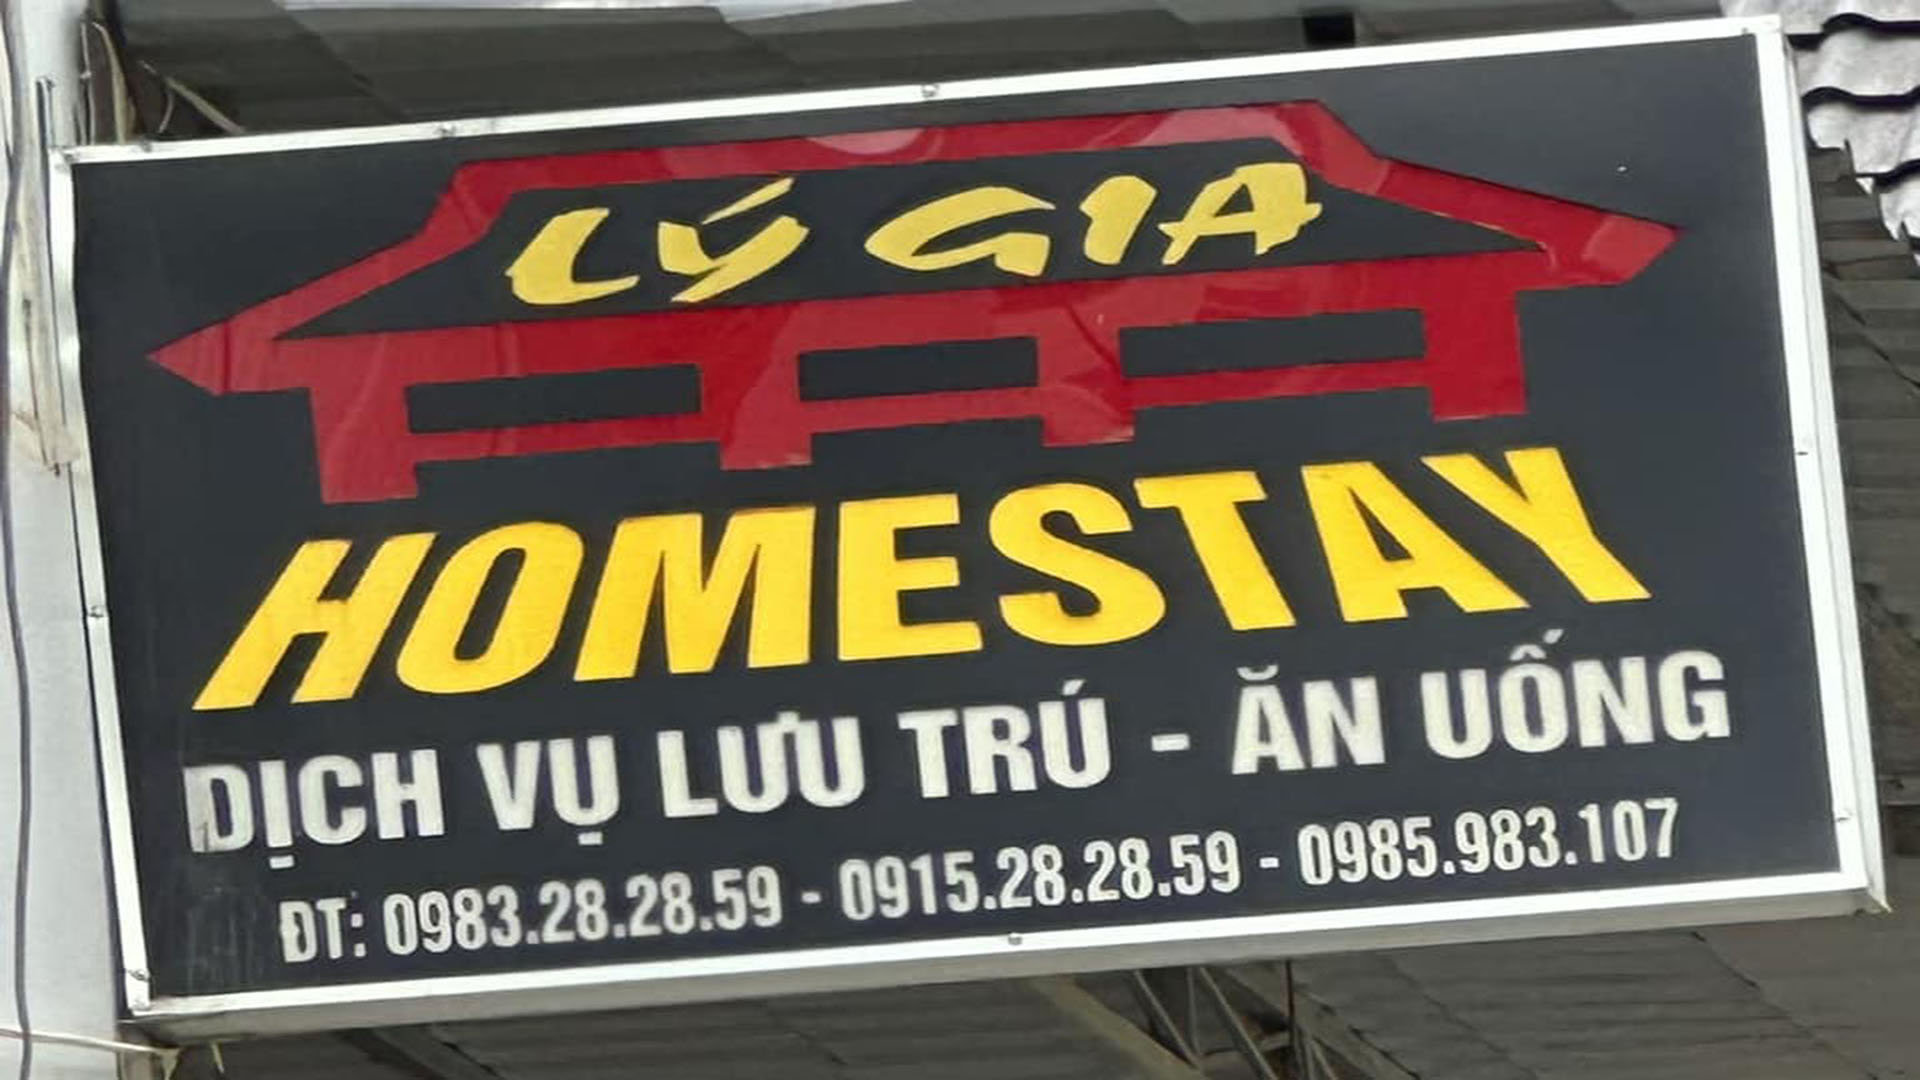 LÝ GIA
HOMESTAY
DỊCH VỤ LƯU TRÚ - ĂN UỐNG
ĐT: 0983.28.28.59 - 0915.28.28.59 - 0985.983.107